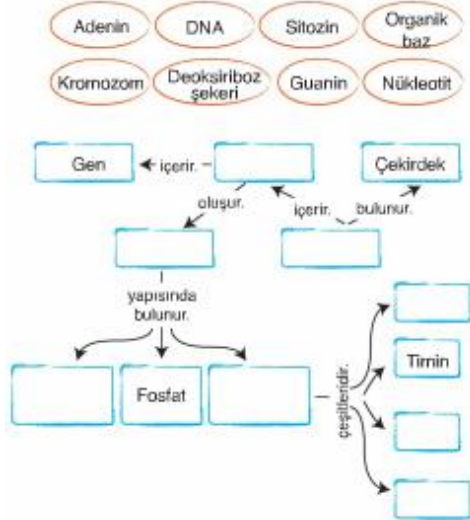 Adenin DNA Sitozin Organik
baz
Kromozom Deoksiriboz
şekeri Guanin Nükleotit
Gen içerir. Çekirdek
oluşur. içerir. bulunur.
yapısında
bulunur.
Fosfat
çeşitleridir.
Timin